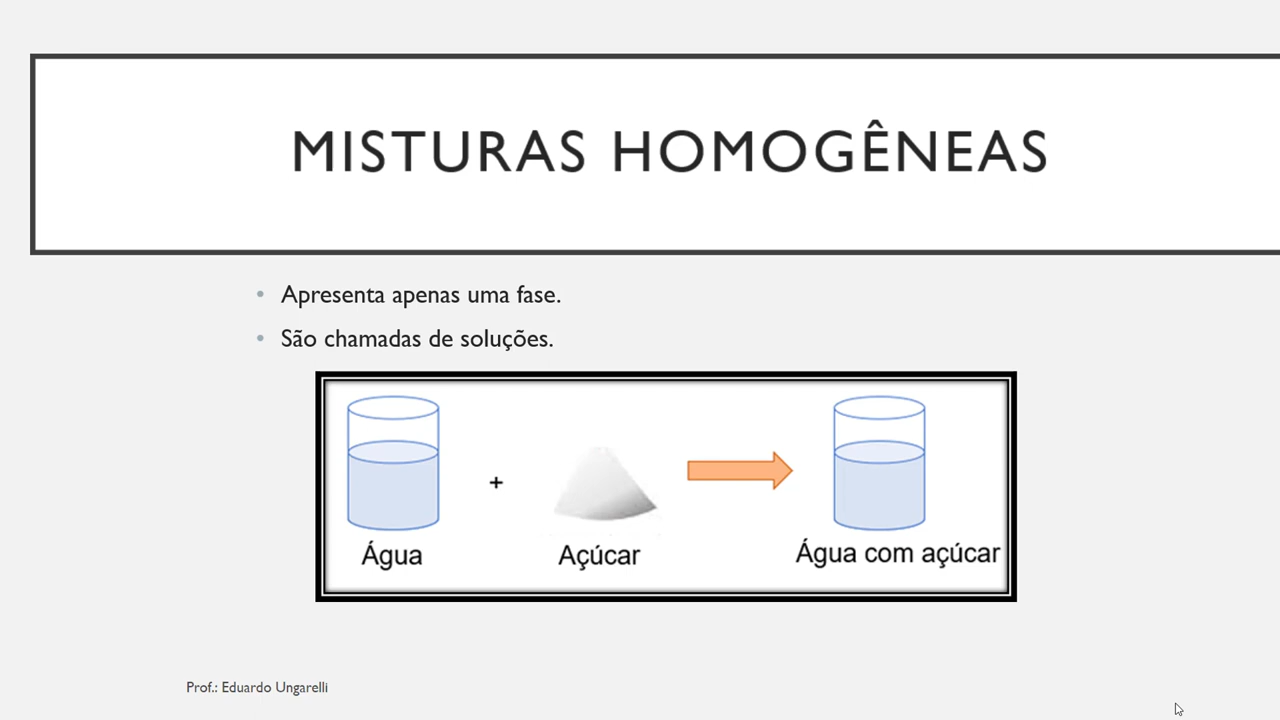 MISTURAS HOMOGÊNEAS
• Apresenta apenas uma fase.
• São chamadas de soluções.
+
Água
Açúcar
Água com açúcar
Prof.: Eduardo Ungarelli